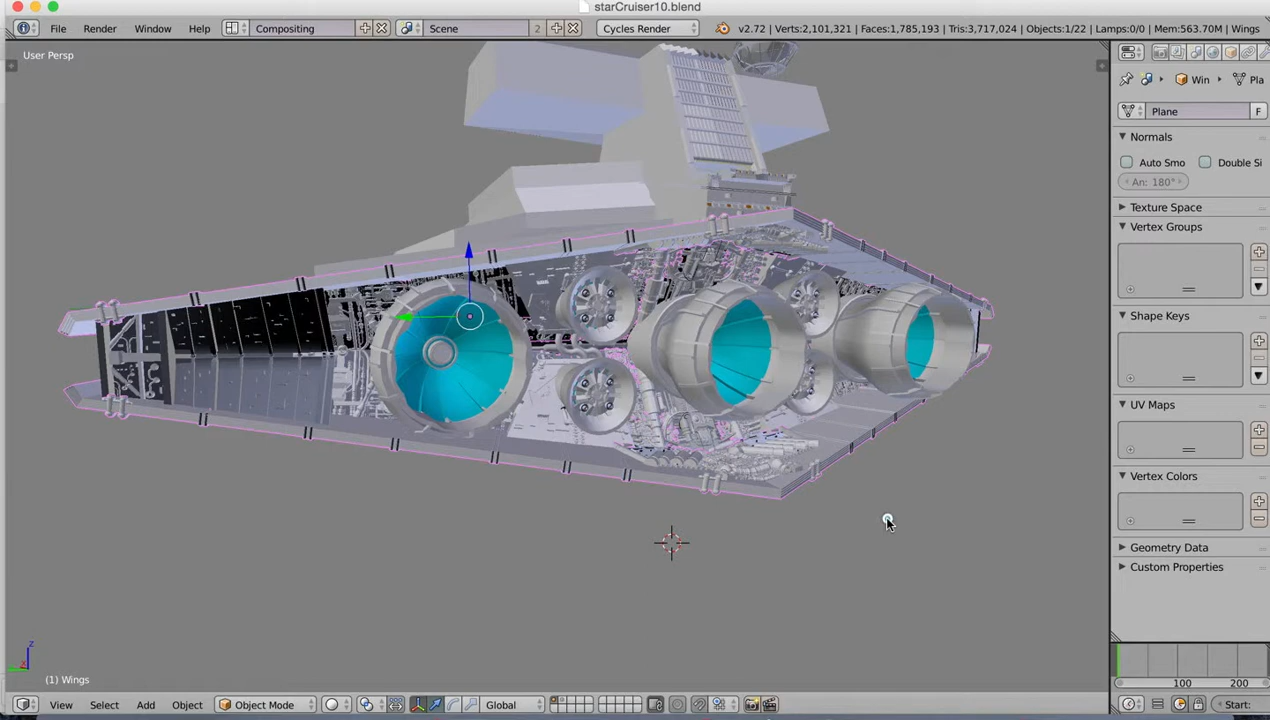 starCruiser10.blend
File Render Window Help Compositing Scene 2 Cycles Render v2.72 | Verts:2,101,321 | Faces:1,785,193 | Tris:3,717,024 | Objects:1/22 | Lamps:0/0 | Mem:563.70M | Wings
User Persp
Win Pla
Plane F
Normals
Auto Smo Double Si
An: 180°
Texture Space
Vertex Groups
Shape Keys
UV Maps
Vertex Colors
Geometry Data
Custom Properties
z
x
(1) Wings
100 200
View Select Add Object Object Mode Global Start: